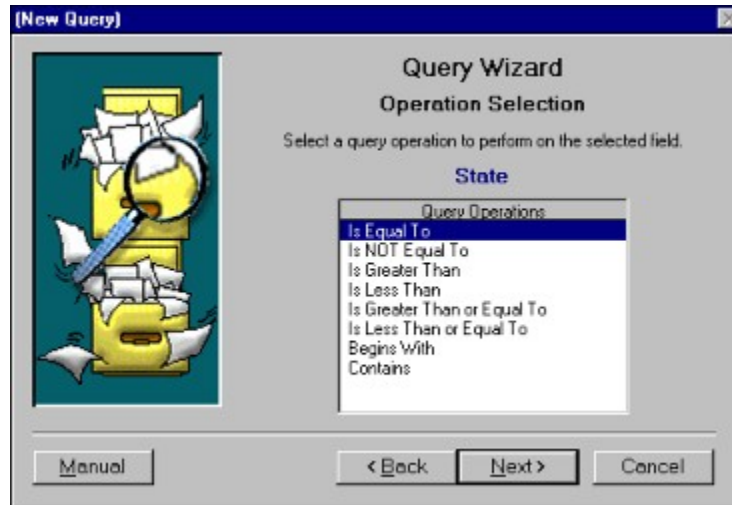 (New Query)
Query Wizard
Operation Selection
Select a query operation to perform on the selected field.
State
Query Operations
Is Equal To
Is NOT Equal To
Is Greater Than
Is Less Than
Is Greater Than or Equal To
Is Less Than or Equal To
Begins With
Contains
Manual
< Back
Next >
Cancel